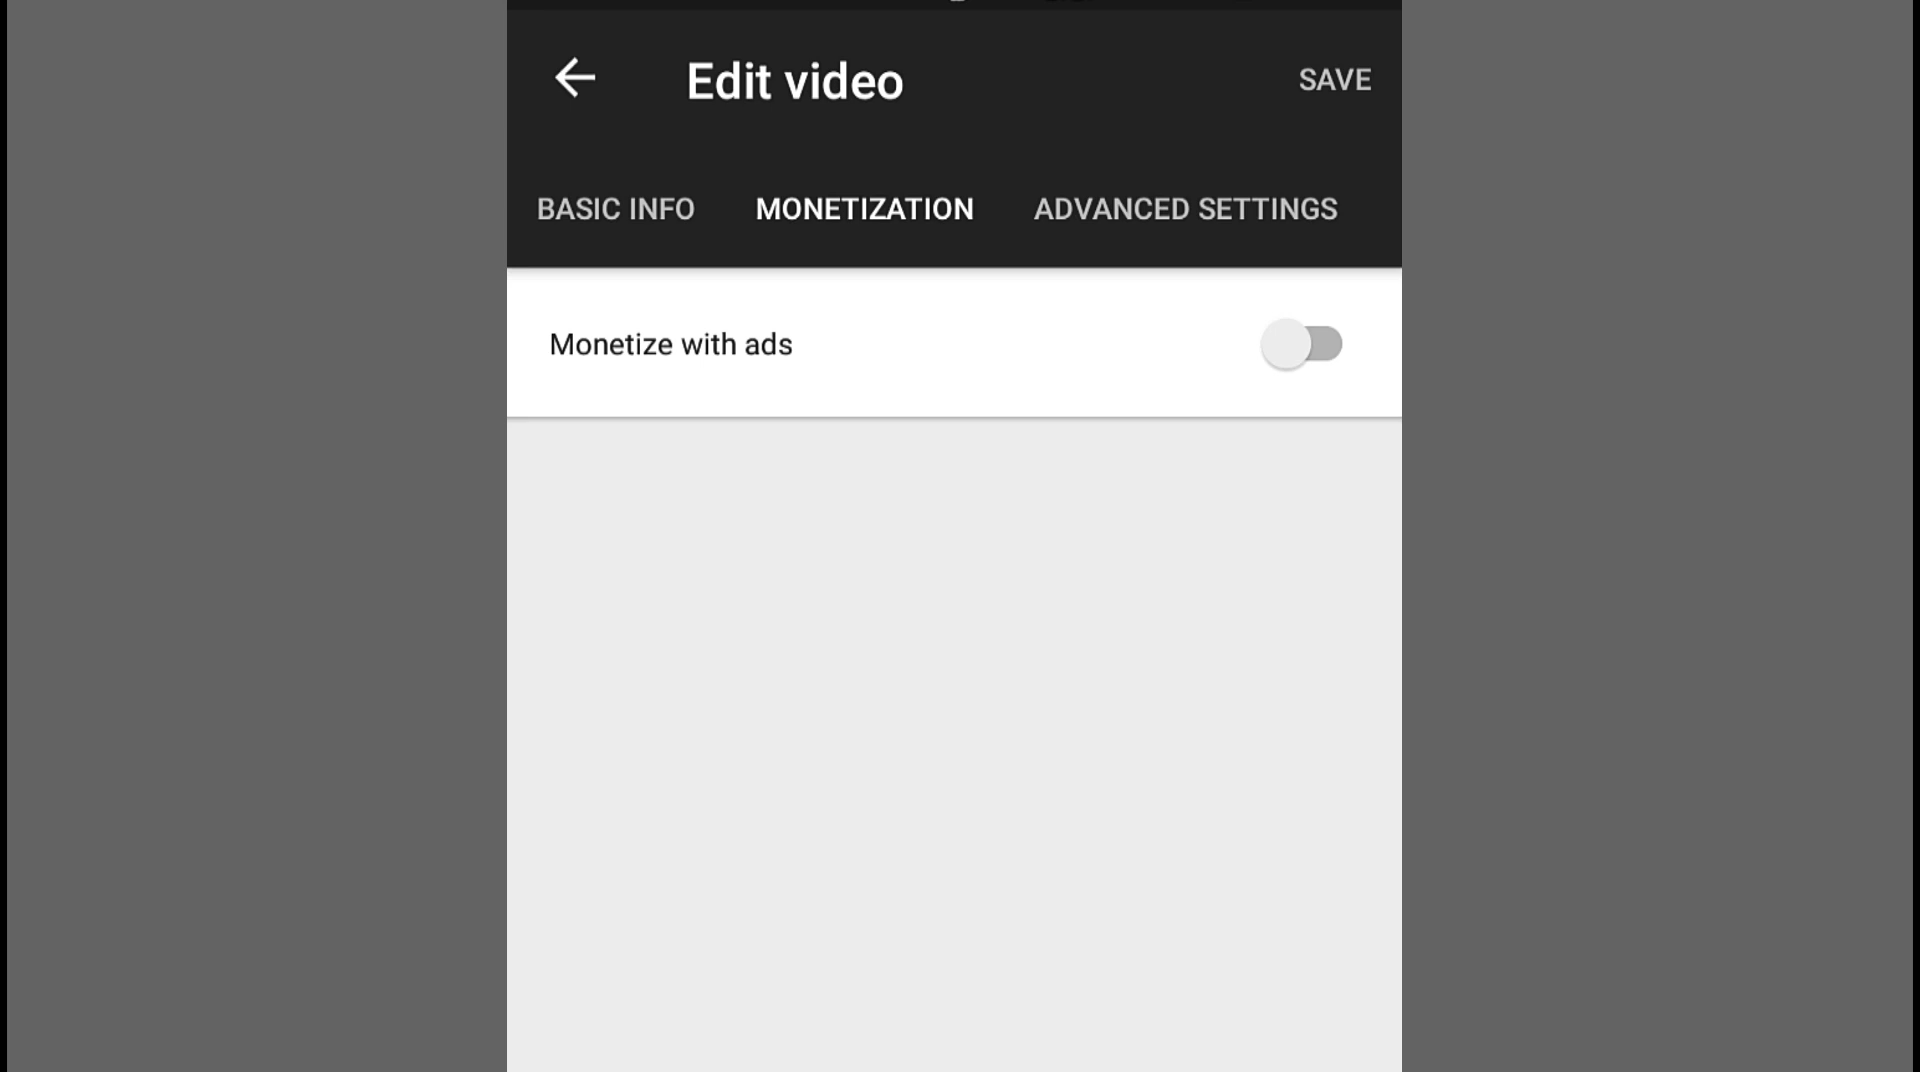 Edit video
SAVE
BASIC INFO
MONETIZATION
ADVANCED SETTINGS
Monetize with ads